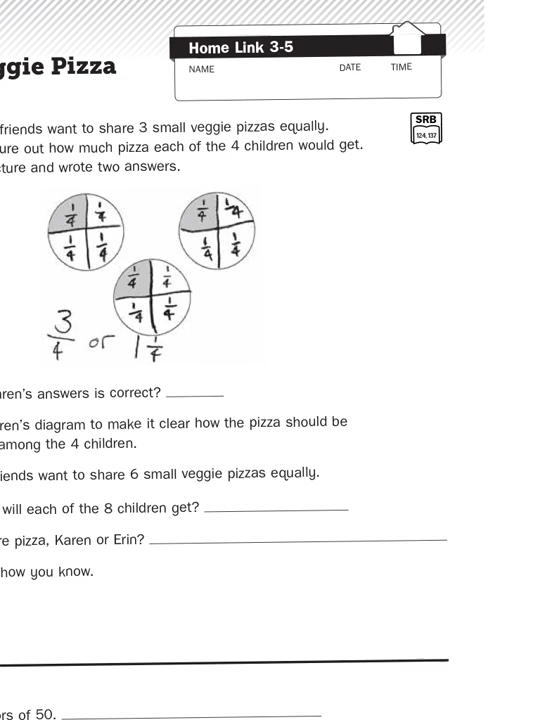 ggie Pizza
Home Link 3-5
NAME DATE TIME
SRB
124, 137
friends want to share 3 small veggie pizzas equally.
ure out how much pizza each of the 4 children would get.
cture and wrote two answers.
1/4 1/4 1/4 1/4
1/4 1/4 1/4 1/4
1/4 1/4
1/4 1/4
3/4 or 1 1/4
aren's answers is correct?
ren's diagram to make it clear how the pizza should be
among the 4 children.
iends want to share 6 small veggie pizzas equally.
will each of the 8 children get?
re pizza, Karen or Erin?
how you know.
ors of 50.